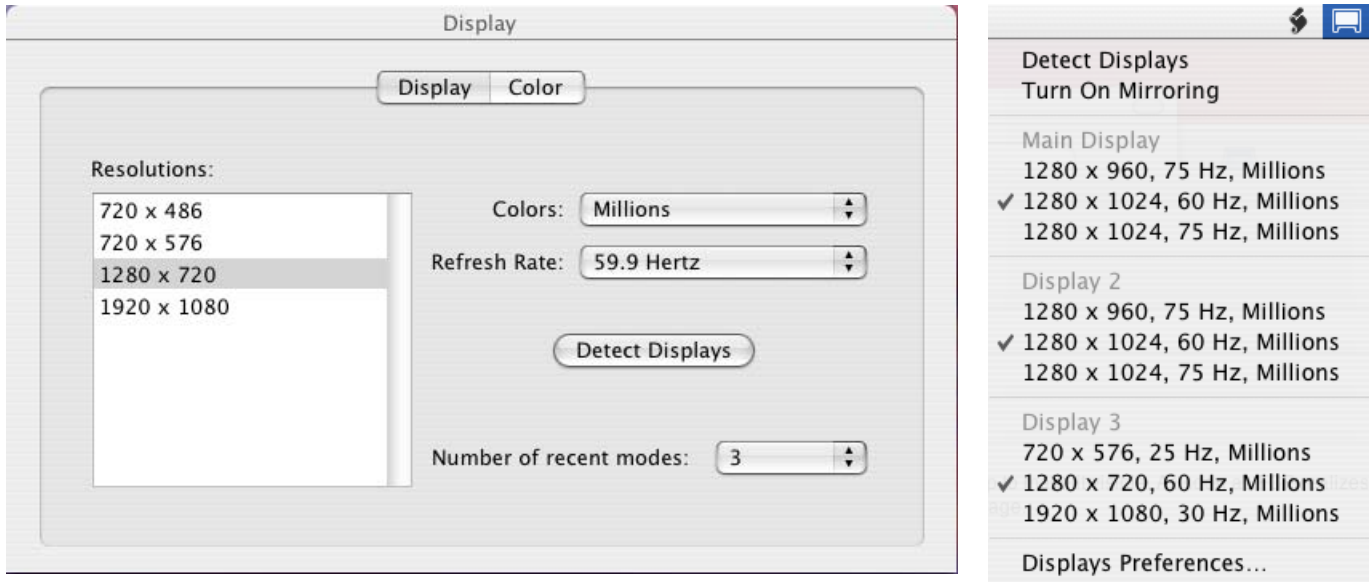 Display
Display Color
Resolutions:
720 x 486
720 x 576
1280 x 720
1920 x 1080
Colors: Millions
Refresh Rate: 59.9 Hertz
Detect Displays
Number of recent modes: 3
Detect Displays
Turn On Mirroring
Main Display
1280 x 960, 75 Hz, Millions
✓ 1280 x 1024, 60 Hz, Millions
1280 x 1024, 75 Hz, Millions
Display 2
1280 x 960, 75 Hz, Millions
✓ 1280 x 1024, 60 Hz, Millions
1280 x 1024, 75 Hz, Millions
Display 3
720 x 576, 25 Hz, Millions
✓ 1280 x 720, 60 Hz, Millions
1920 x 1080, 30 Hz, Millions
Displays Preferences...